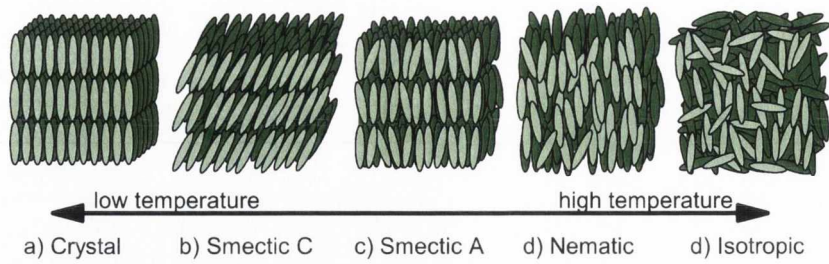 low temperature high temperature
a) Crystal b) Smectic C c) Smectic A d) Nematic d) Isotropic